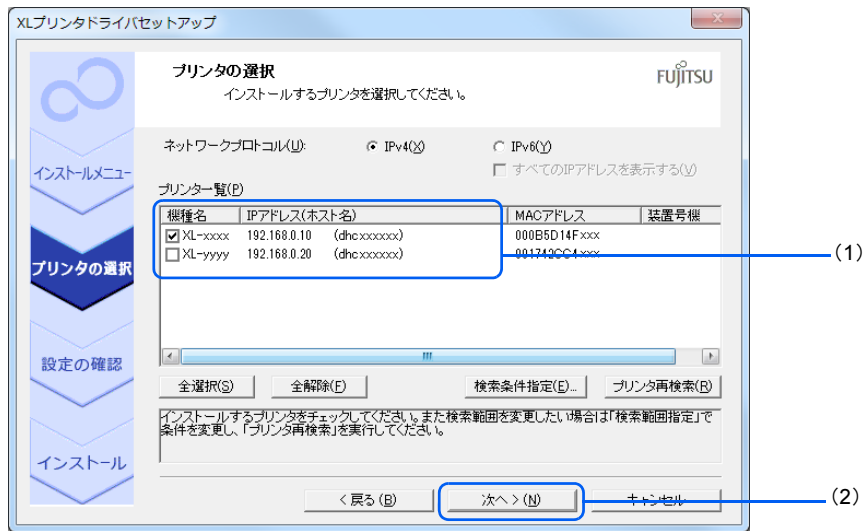 XLプリンタドライバセットアップ
プリンタの選択
インストールするプリンタを選択してください。
FUJITSU
インストールメニュー
プリンタの選択
設定の確認
インストール
ネットワークプロトコル(U): IPv4(X) IPv6(Y)
すべてのIPアドレスを表示する(V)
プリンター覧(P)
機種名 IPアドレス(ホスト名) MACアドレス 装置号機
XL-xxxx 192.168.0.10 (dhcxxxxxx) 000B5D14Fxxx
XL-yyyy 192.168.0.20 (dhcxxxxxx) 001742CC4xxx
(1)
全選択(S) 全解除(F) 検索条件指定(E)... プリンタ再検索(R)
インストールするプリンタをチェックしてください。また検索範囲を変更したい場合は「検索範囲指定」で
条件を変更し、「プリンタ再検索」を実行してください。
< 戻る(B) 次へ >(N) キャンセル
(2)